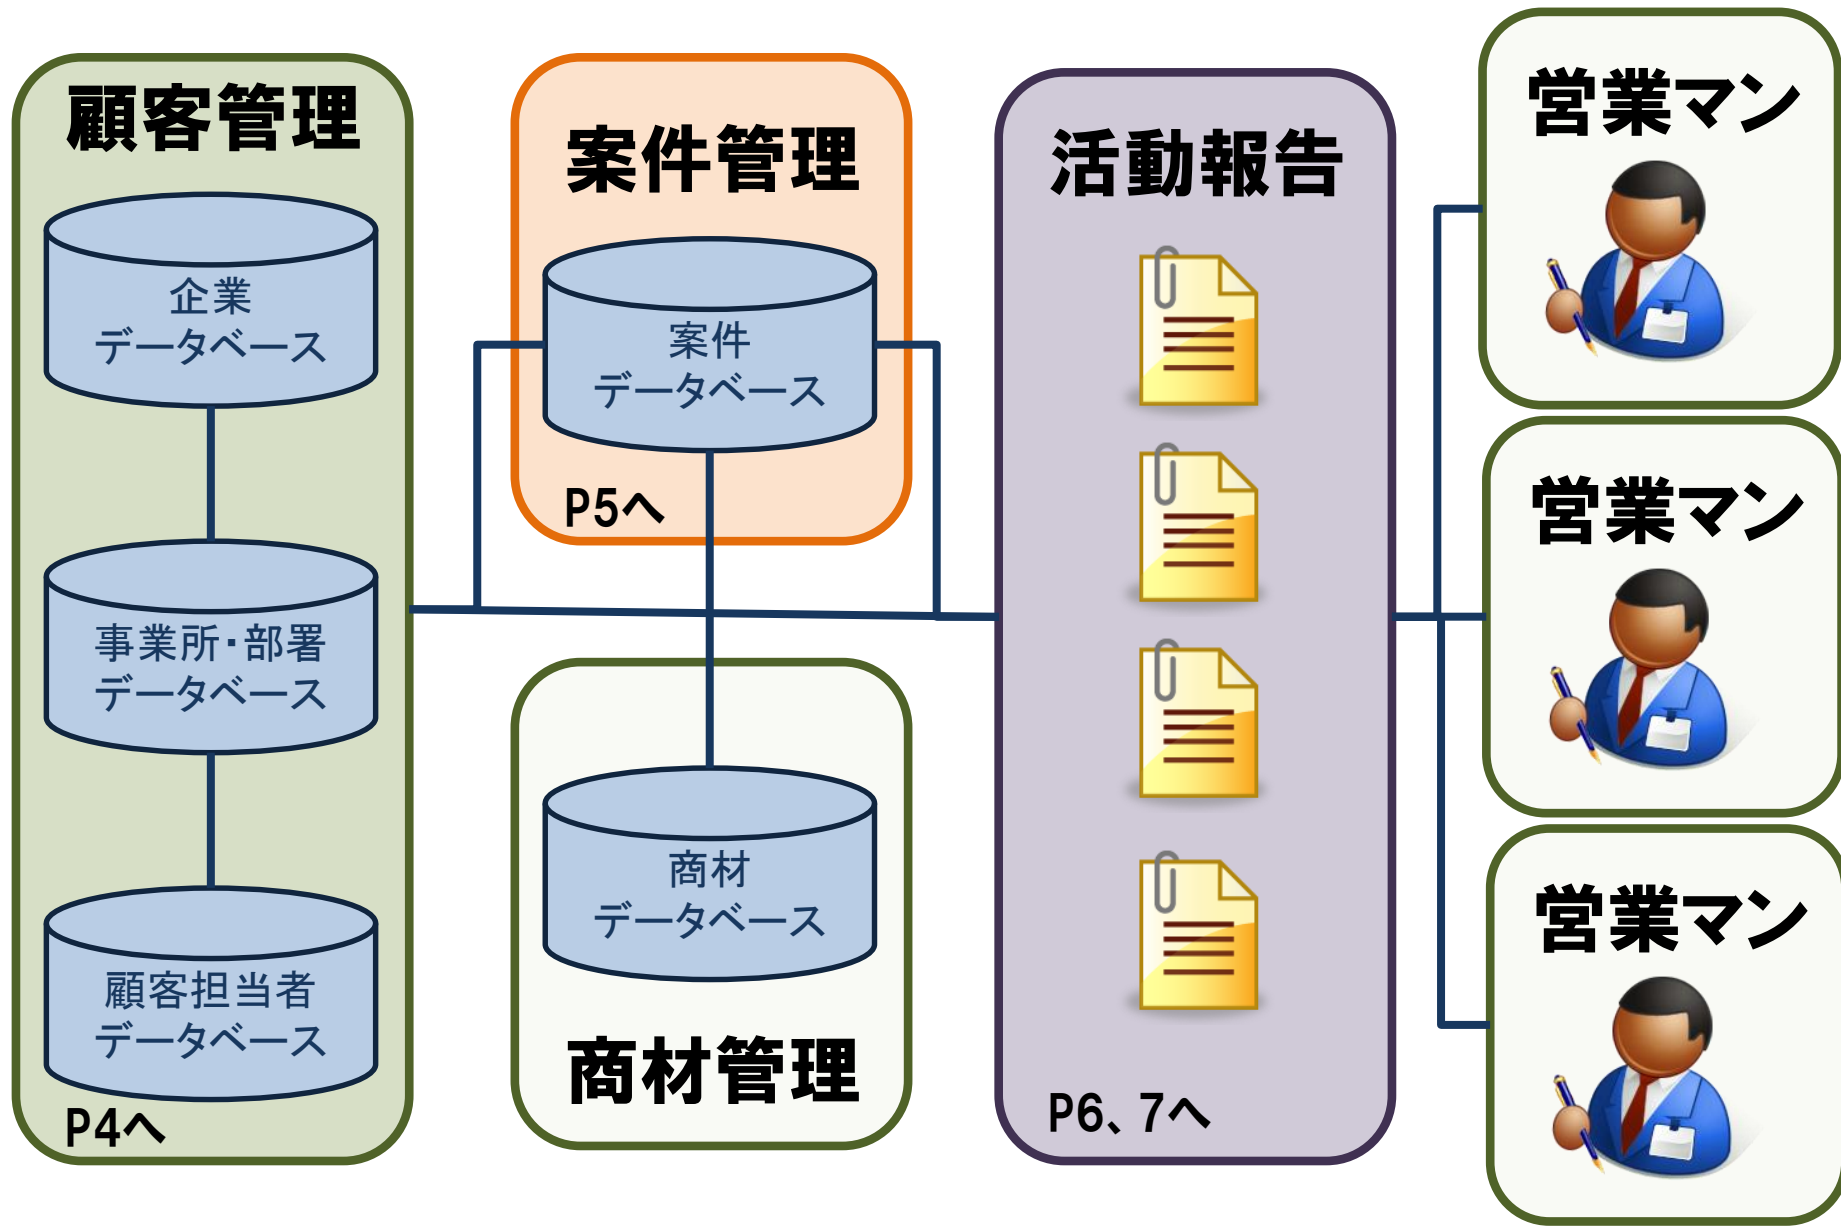 顧客管理
企業
データベース
事業所・部署
データベース
顧客担当者
データベース
P4へ
案件管理
案件
データベース
P5へ
商材
データベース
商材管理
活動報告
P6、7へ
営業マン
営業マン
営業マン